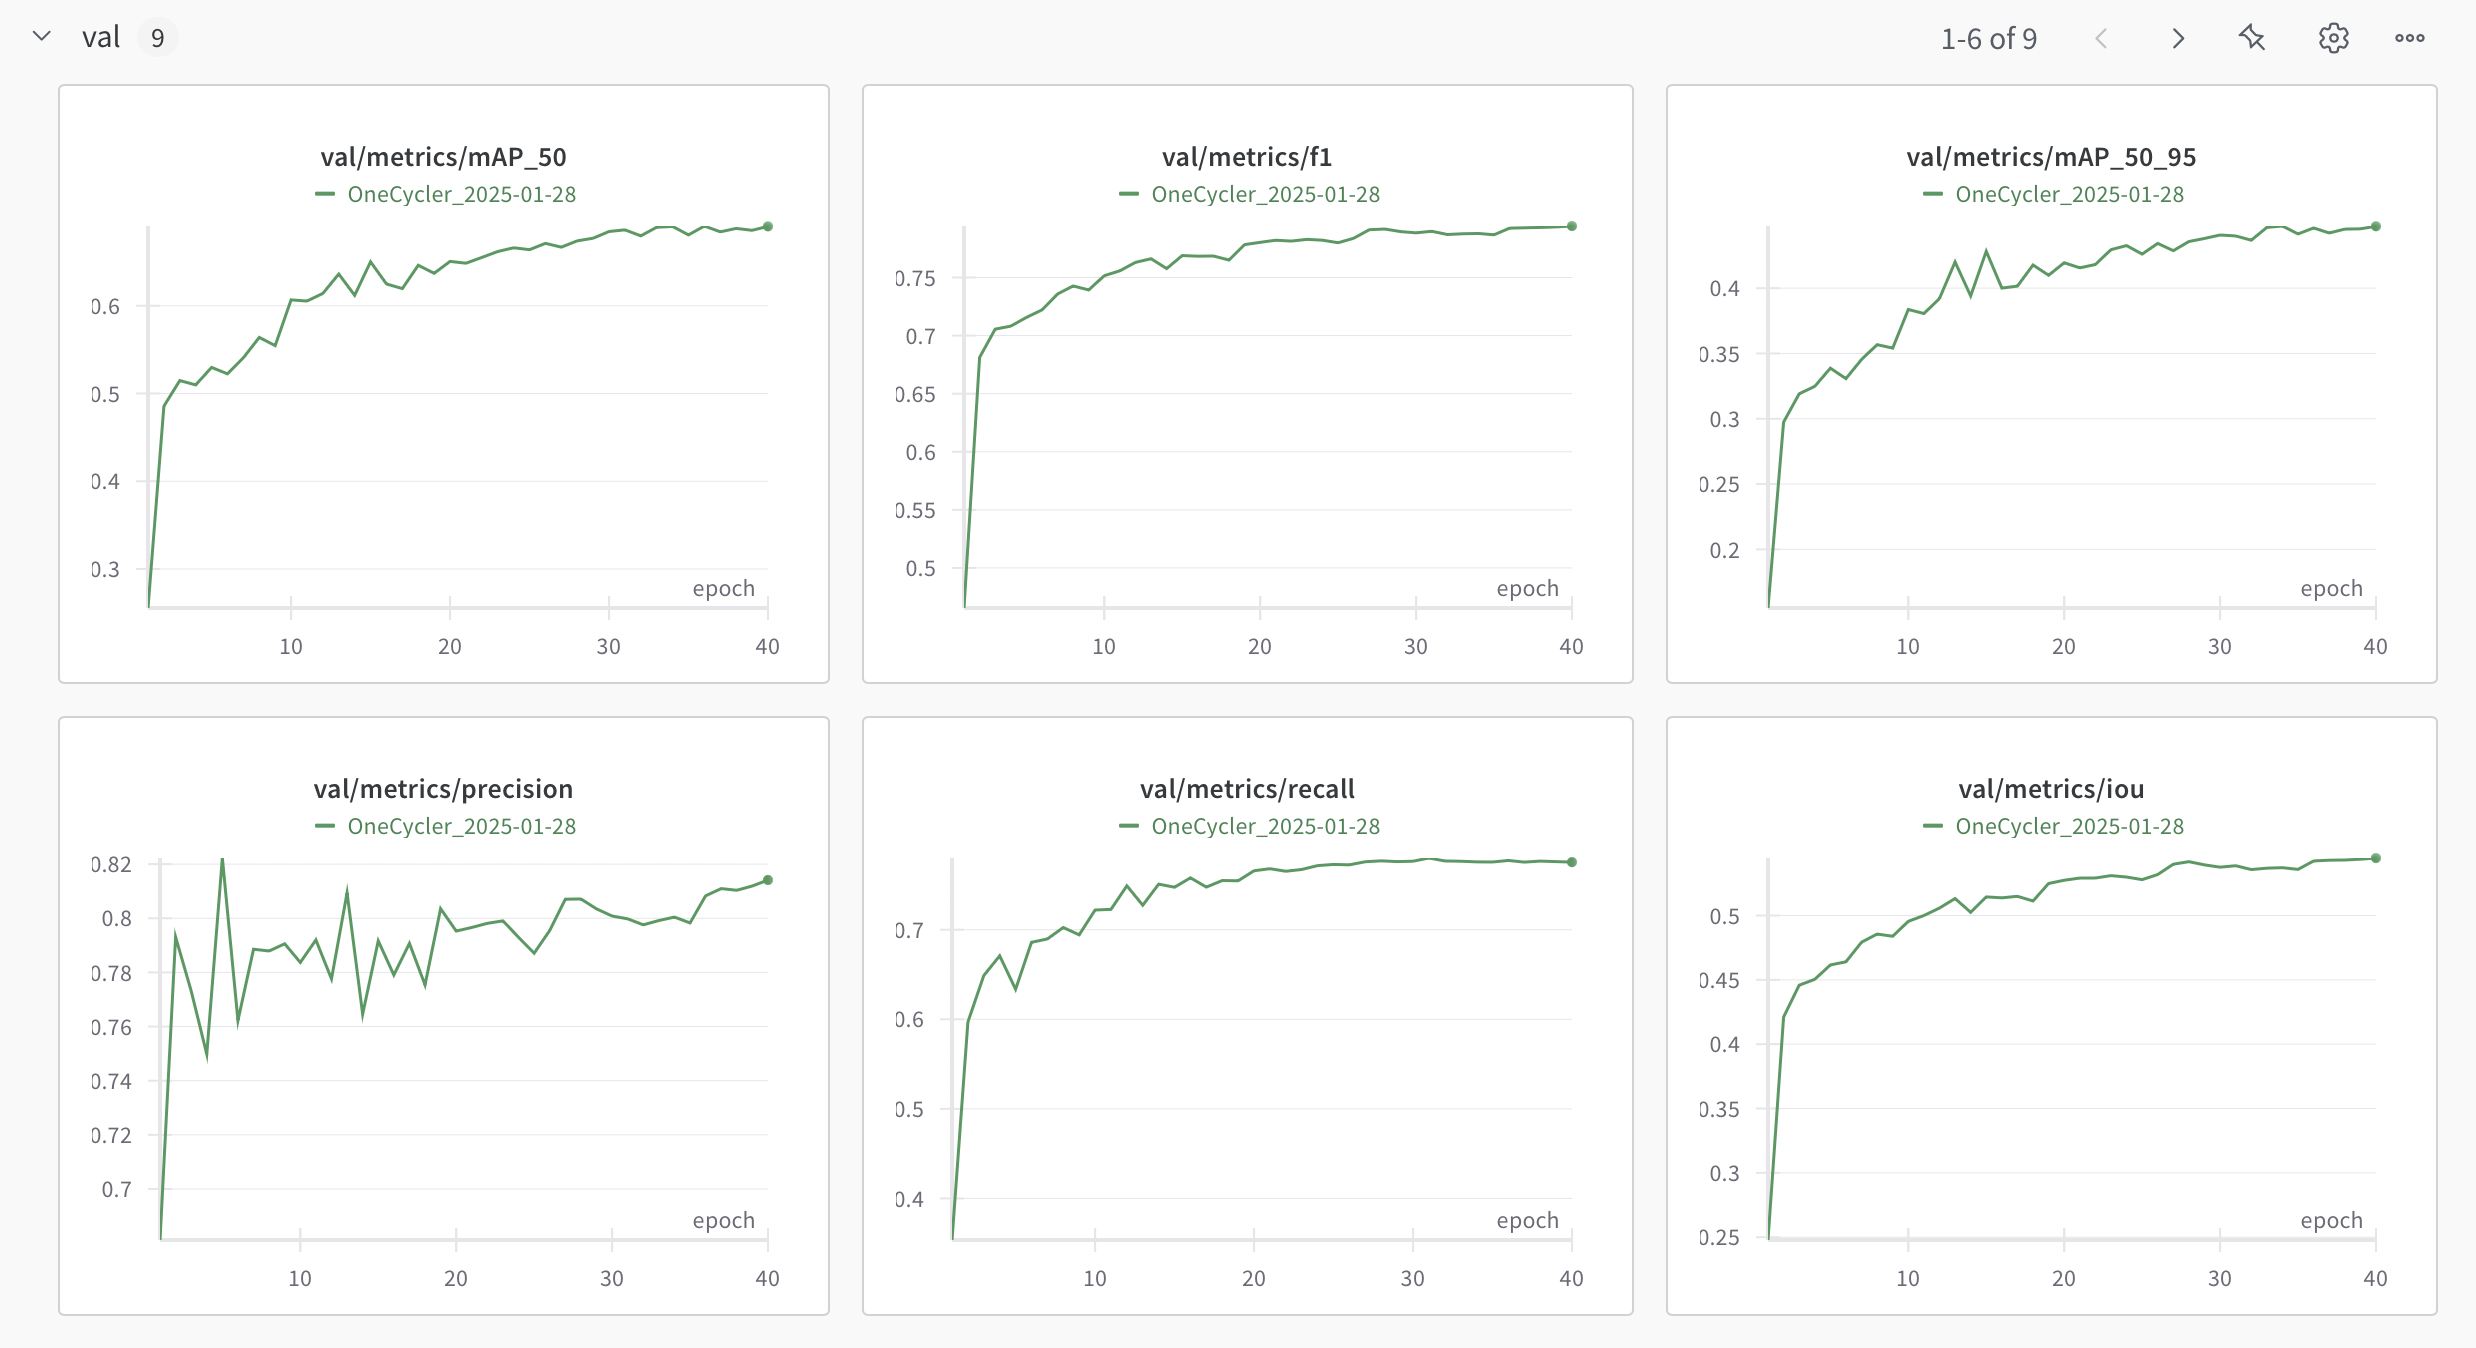 val 9
1-6 of 9
val/metrics/mAP_50
OneCycler_2025-01-28
0.6
0.5
0.4
0.3
epoch
10 20 30 40
val/metrics/f1
OneCycler_2025-01-28
0.75
0.7
0.65
0.6
0.55
0.5
epoch
10 20 30 40
val/metrics/mAP_50_95
OneCycler_2025-01-28
0.4
0.35
0.3
0.25
0.2
epoch
10 20 30 40
val/metrics/precision
OneCycler_2025-01-28
0.82
0.8
0.78
0.76
0.74
0.72
0.7
epoch
10 20 30 40
val/metrics/recall
OneCycler_2025-01-28
0.7
0.6
0.5
0.4
epoch
10 20 30 40
val/metrics/iou
OneCycler_2025-01-28
0.5
0.45
0.4
0.35
0.3
0.25
epoch
10 20 30 40